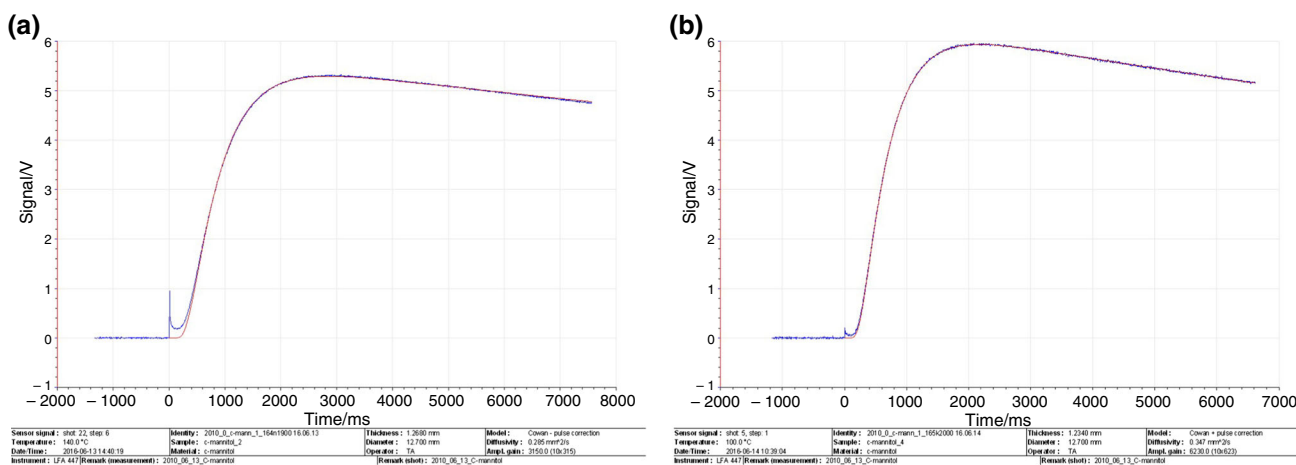 (a)
6
5
4
3
2
1
0
– 1
Signal/V
– 2000 – 1000 0 1000 2000 3000 4000 5000 6000 7000 8000
Time/ms
Sensor signal : shot: 22, step: 6 Identity : 2010_0_c-mann_1_164n1900 16.06.13 Thickness : 1.2680 mm Model : Cowan - pulse correction
Temperature : 140.0 °C Sample : c-mannitol_2 Diameter : 12.700 mm Diffusivity : 0.285 mm²/s
Date/Time : 2016-06-13 14:40:19 Material : c-mannitol Operator : TA Ampl. gain : 3150.0 (10x315)
Instrument : LFA 447 Remark (measurement) : 2010_06_13_C-mannitol Remark (shot) : 2010_06_13_C-mannitol
(b)
6
5
4
3
2
1
0
– 1
Signal/V
– 2000 – 1000 0 1000 2000 3000 4000 5000 6000 7000
Time/ms
Sensor signal : shot: 5, step: 1 Identity : 2010_0_c-mann_1_165k2000 16.06.14 Thickness : 1.2340 mm Model : Cowan + pulse correction
Temperature : 100.0 °C Sample : c-mannitol_4 Diameter : 12.700 mm Diffusivity : 0.347 mm²/s
Date/Time : 2016-06-14 10:39:04 Material : c-mannitol Operator : TA Ampl. gain : 6230.0 (10x623)
Instrument : LFA 447 Remark (measurement) : 2010_06_13_C-mannitol Remark (shot) : 2010_06_13_C-mannitol